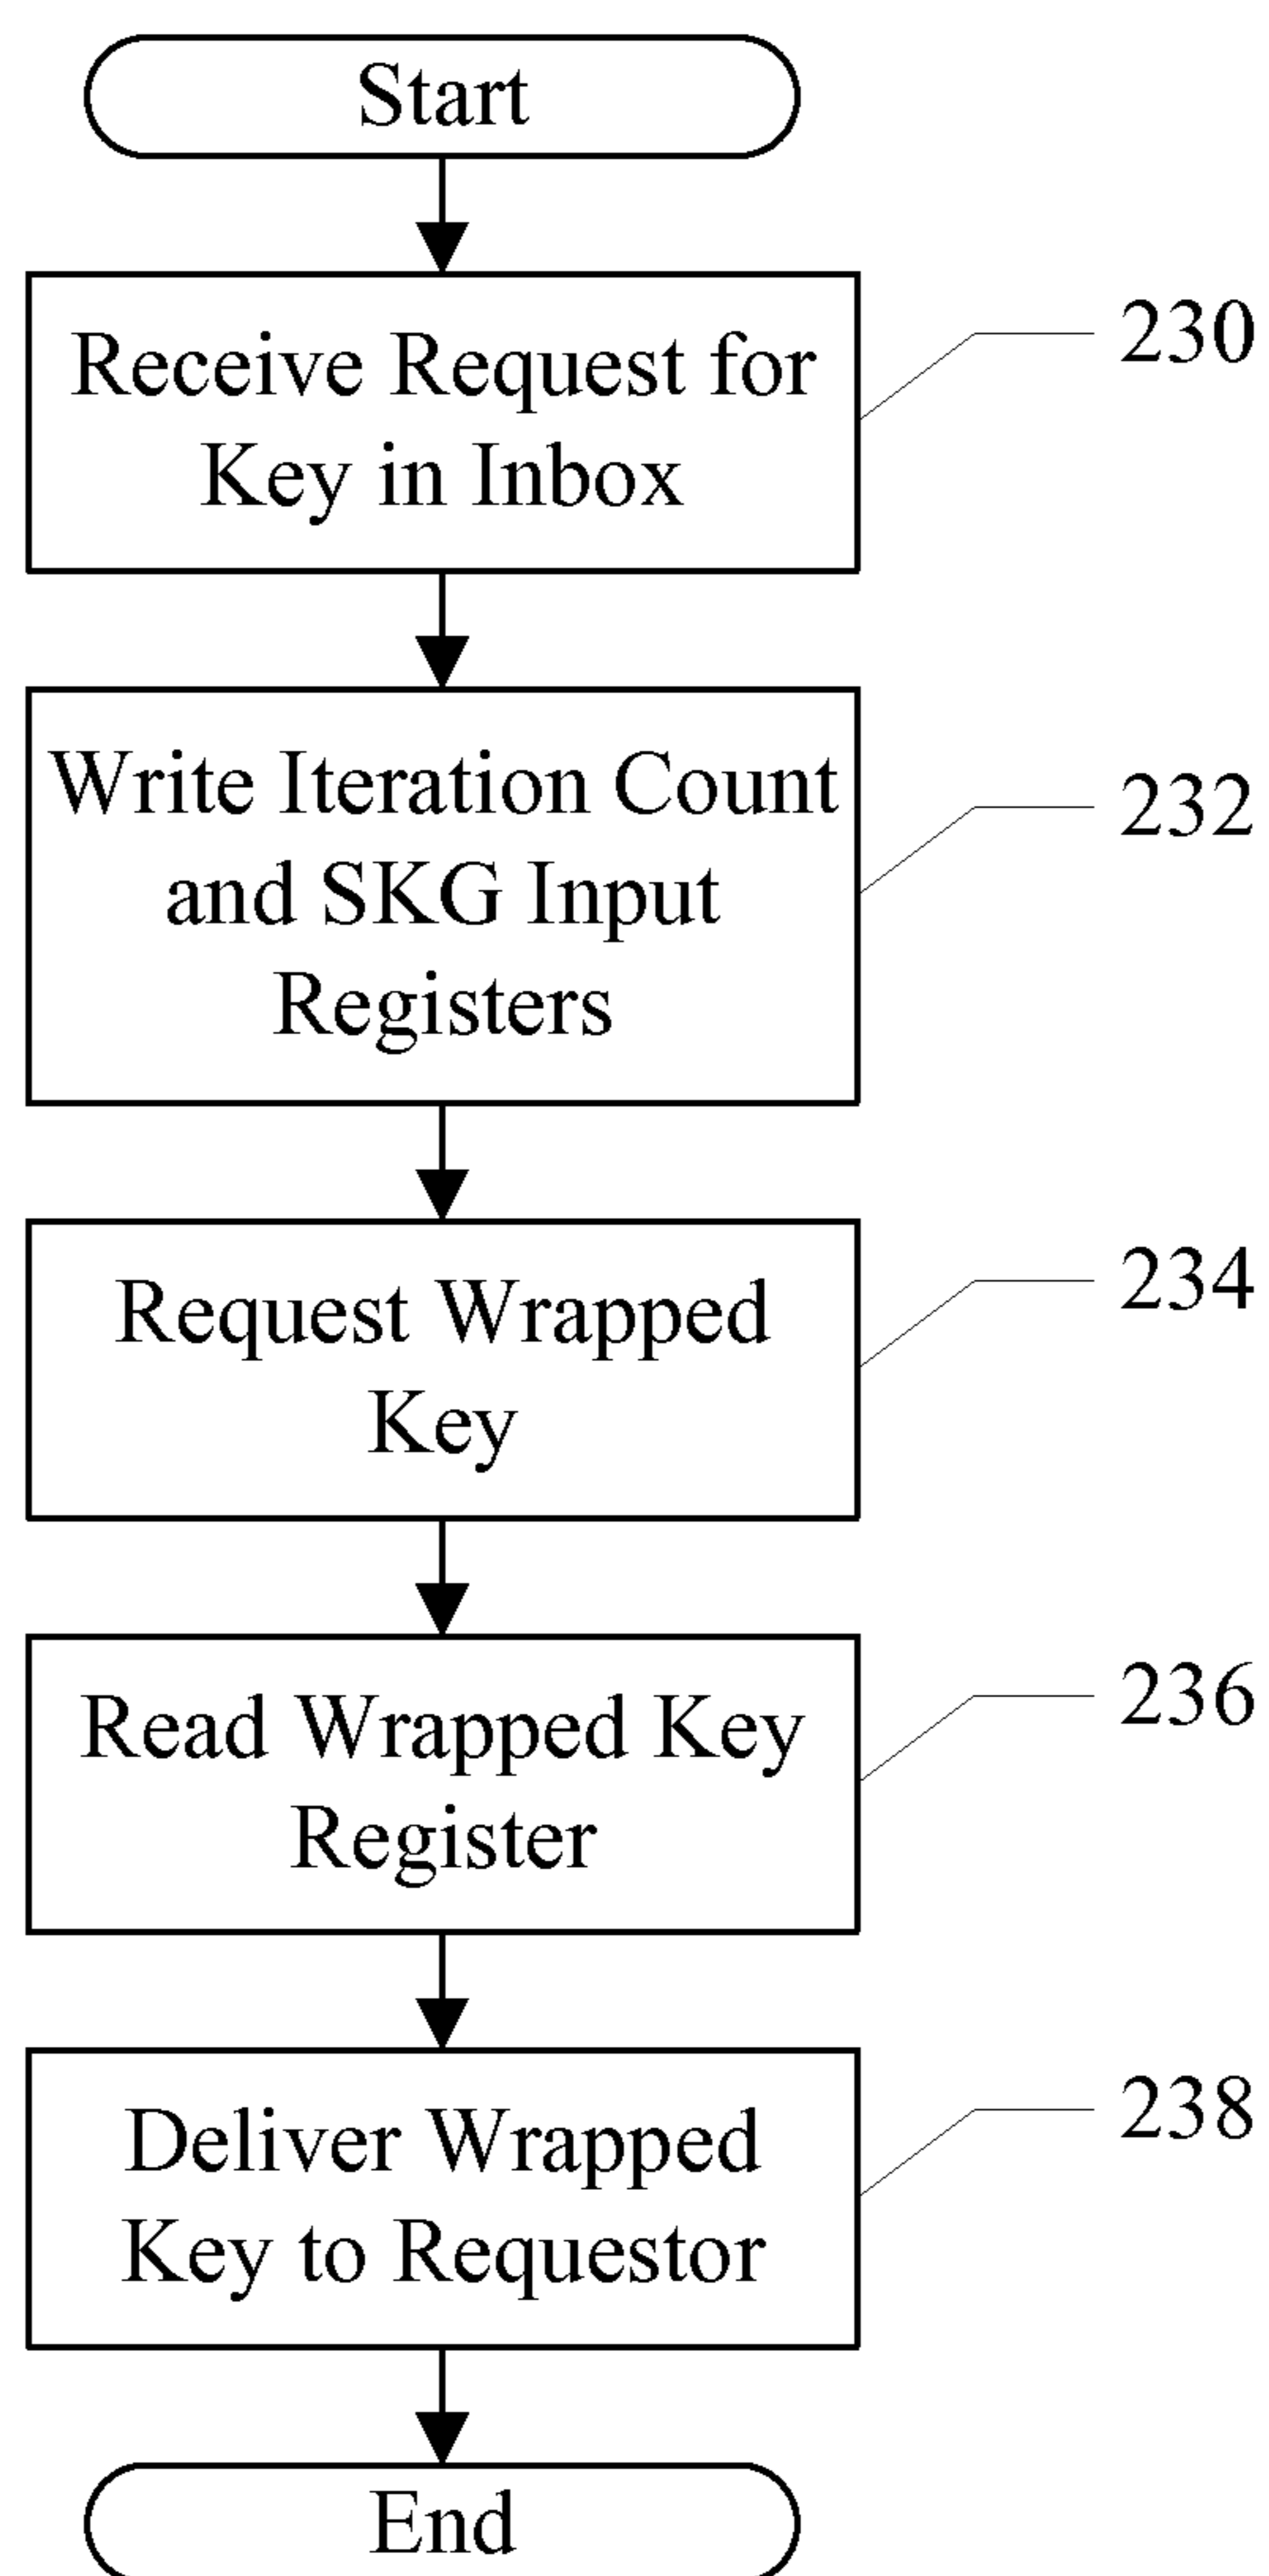 Start
Receive Request for
Key in Inbox
230
Write Iteration Count
and SKG Input
Registers
232
Request Wrapped
Key
234
Read Wrapped Key
Register
236
Deliver Wrapped
Key to Requestor
238
End